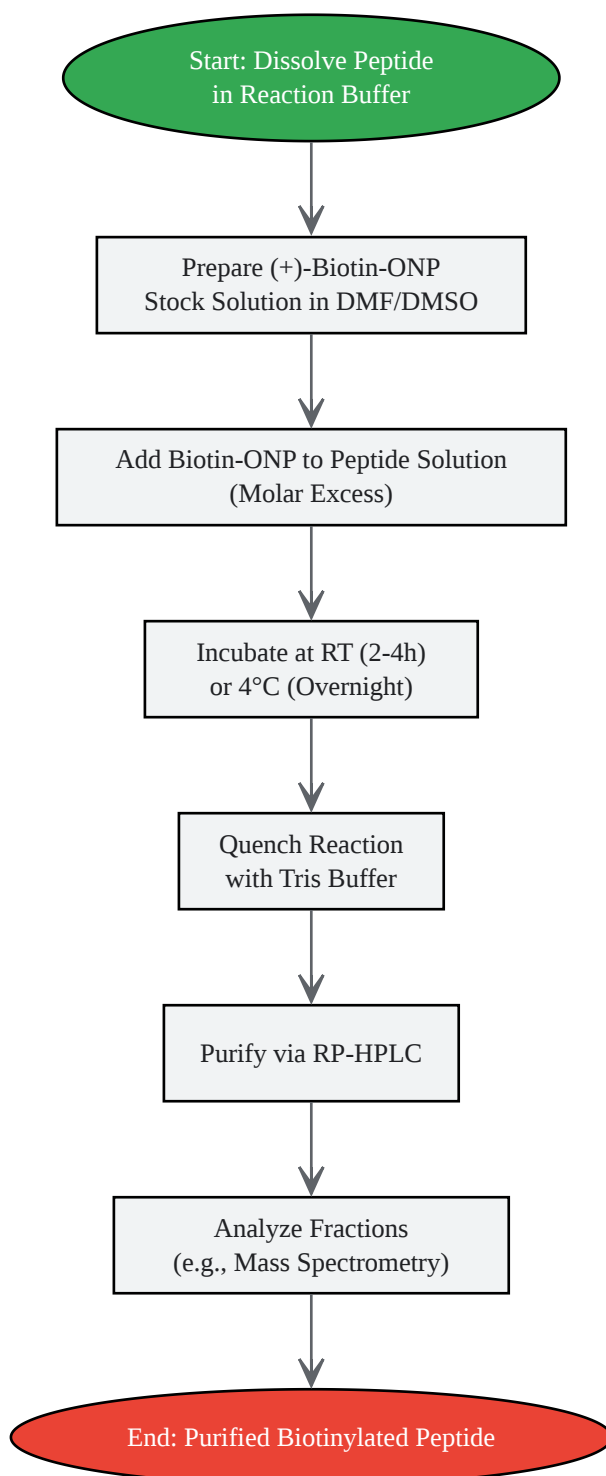 Start: Dissolve Peptide
in Reaction Buffer
Prepare (+)-Biotin-ONP
Stock Solution in DMF/DMSO
Add Biotin-ONP to Peptide Solution
(Molar Excess)
Incubate at RT (2-4h)
or 4°C (Overnight)
Quench Reaction
with Tris Buffer
Purify via RP-HPLC
Analyze Fractions
(e.g., Mass Spectrometry)
End: Purified Biotinylated Peptide